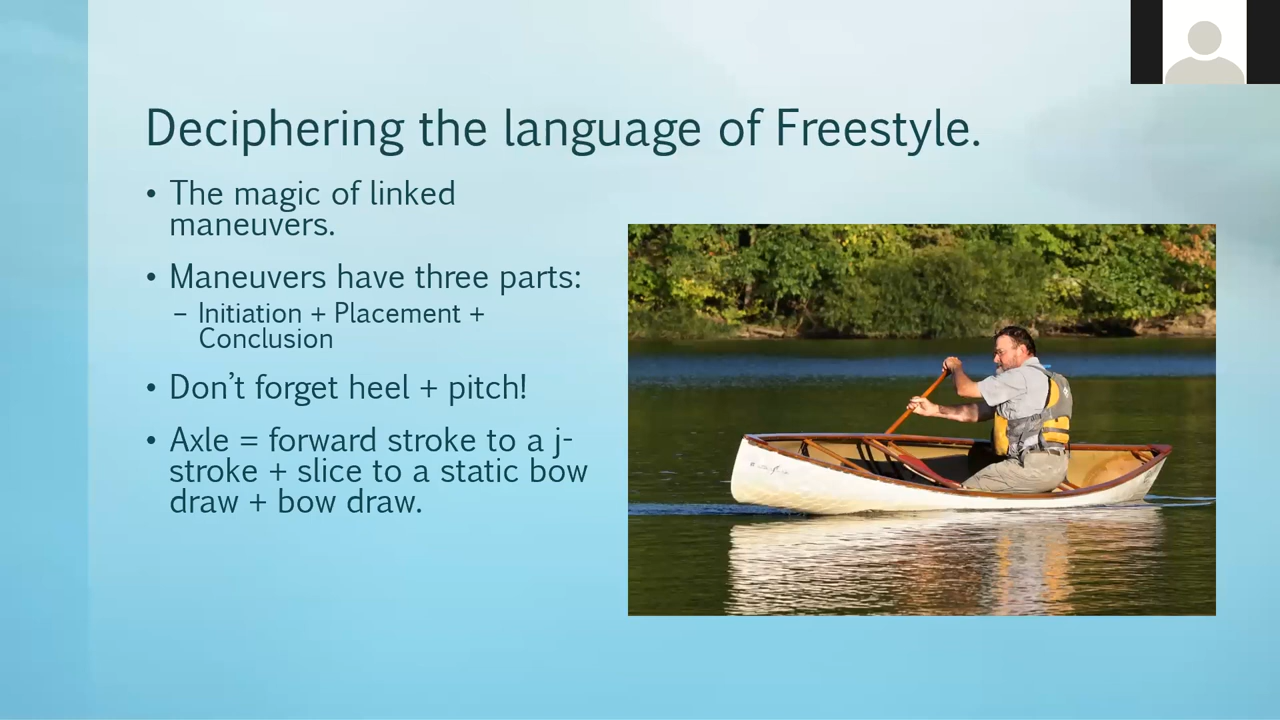 Deciphering the language of Freestyle.
• The magic of linked
maneuvers.
• Maneuvers have three parts:
– Initiation + Placement +
Conclusion
• Don’t forget heel + pitch!
• Axle = forward stroke to a j-
stroke + slice to a static bow
draw + bow draw.